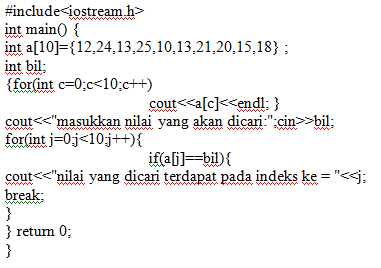 #include<iostream.h>
int main() {
int a[10]={12,24,13,25,10,13,21,20,15,18} ;
int bil;
{for(int c=0;c<10;c++)
cout<<a[c]<<endl; }
cout<<"masukkan nilai yang akan dicari:";cin>>bil;
for(int j=0;j<10;j++){
if(a[j]==bil){
cout<<"nilai yang dicari terdapat pada indeks ke = "<<j;
break;
}
} return 0;
}